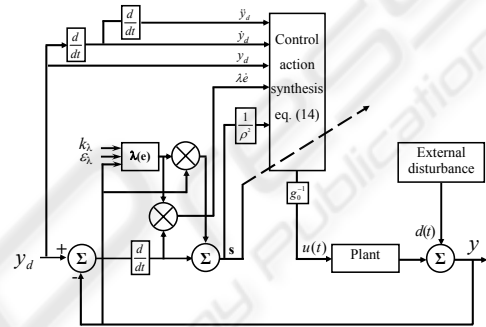 d/dt
ÿ_d
d/dt
ẏ_d
y_d
λė
Control
action
synthesis
eq. (14)
1/ρ²
k_λ
ε_λ
λ(e)
External
disturbance
g₀⁻¹
y_d
+
Σ
-
d/dt
Σ
s
u(t)
Plant
d(t)
Σ
y